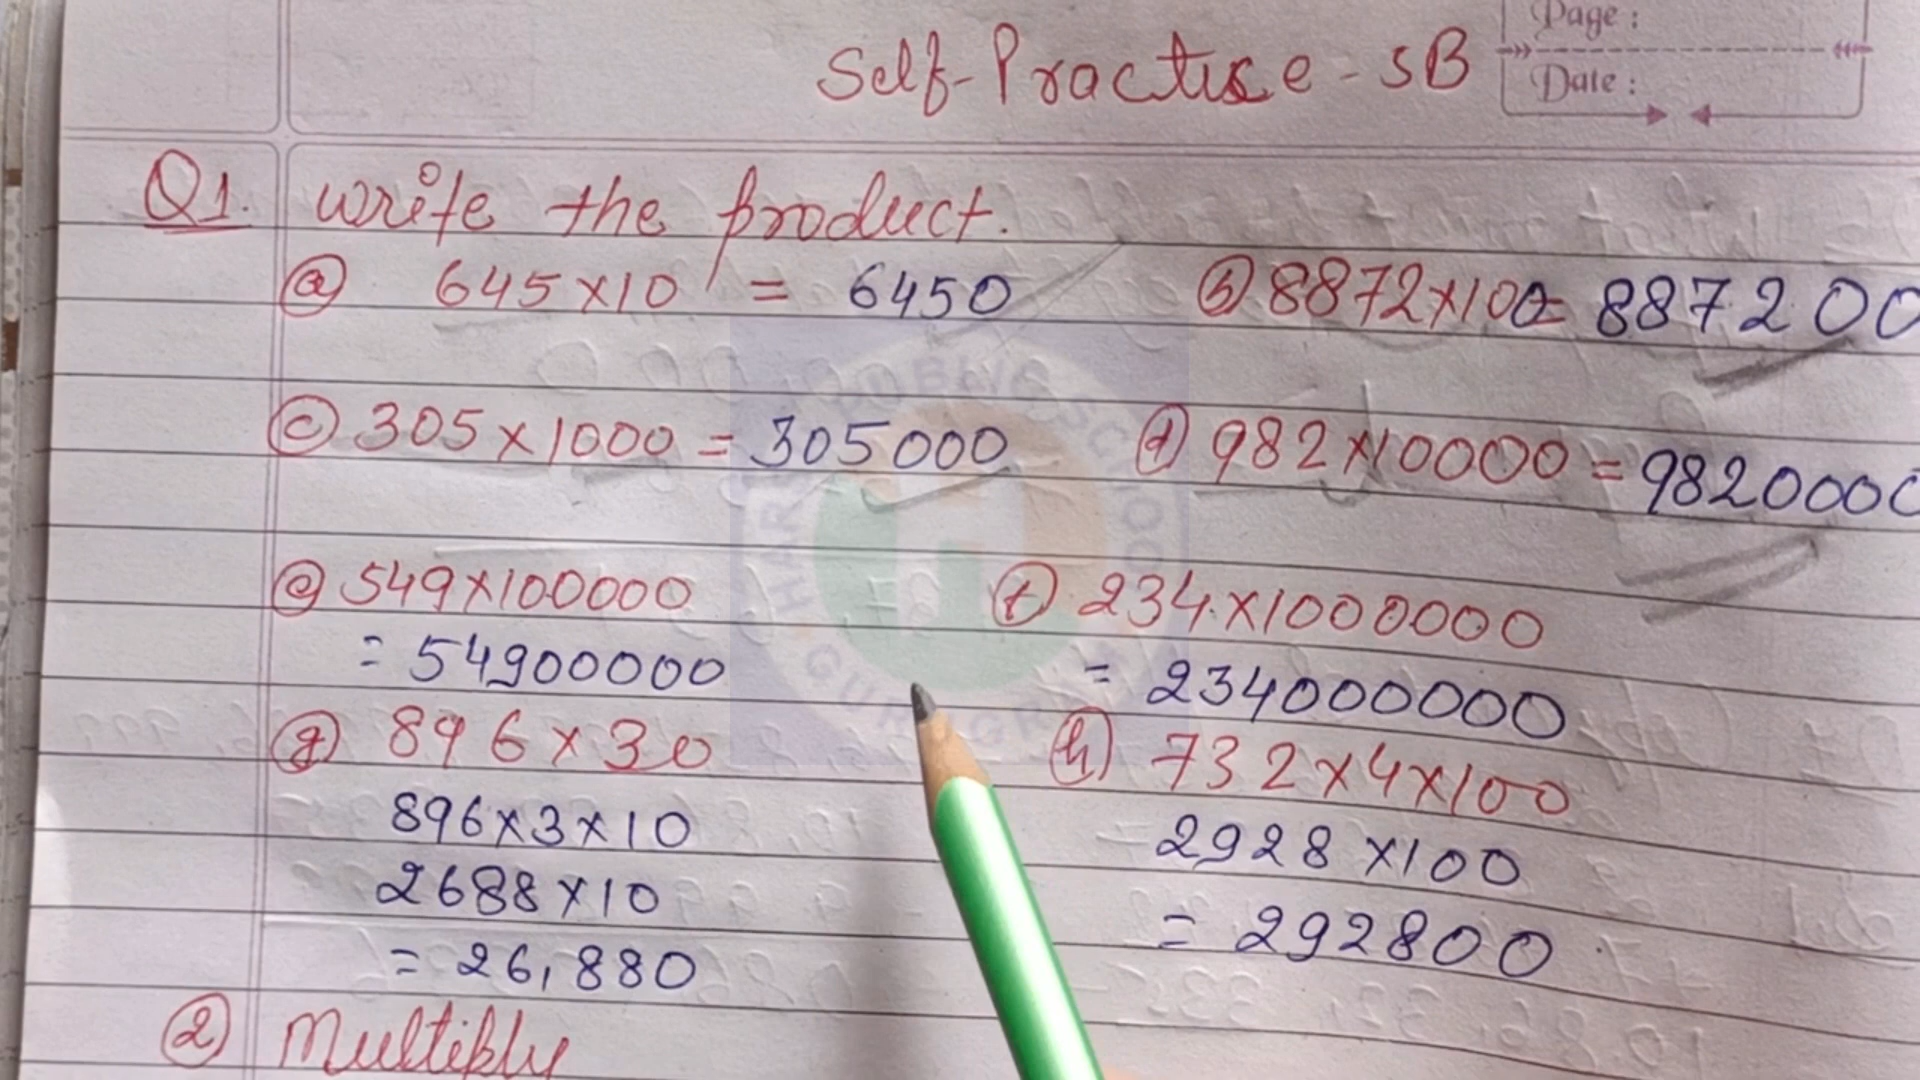 Page :
Self-Practice - 5B
Date :
Q1. Write the product.
(a) 645×10 = 6450 (b) 8872×100= 887200
(c) 305×1000 = 305000 (d) 982×10000 = 9820000
(e) 549×100000 (f) 234×1000000
= 54900000 = 234000000
(g) 896×30 (h) 732×4×100
896×3×10 2928×100
2688×10 = 292800
= 26,880
(2) Multiply